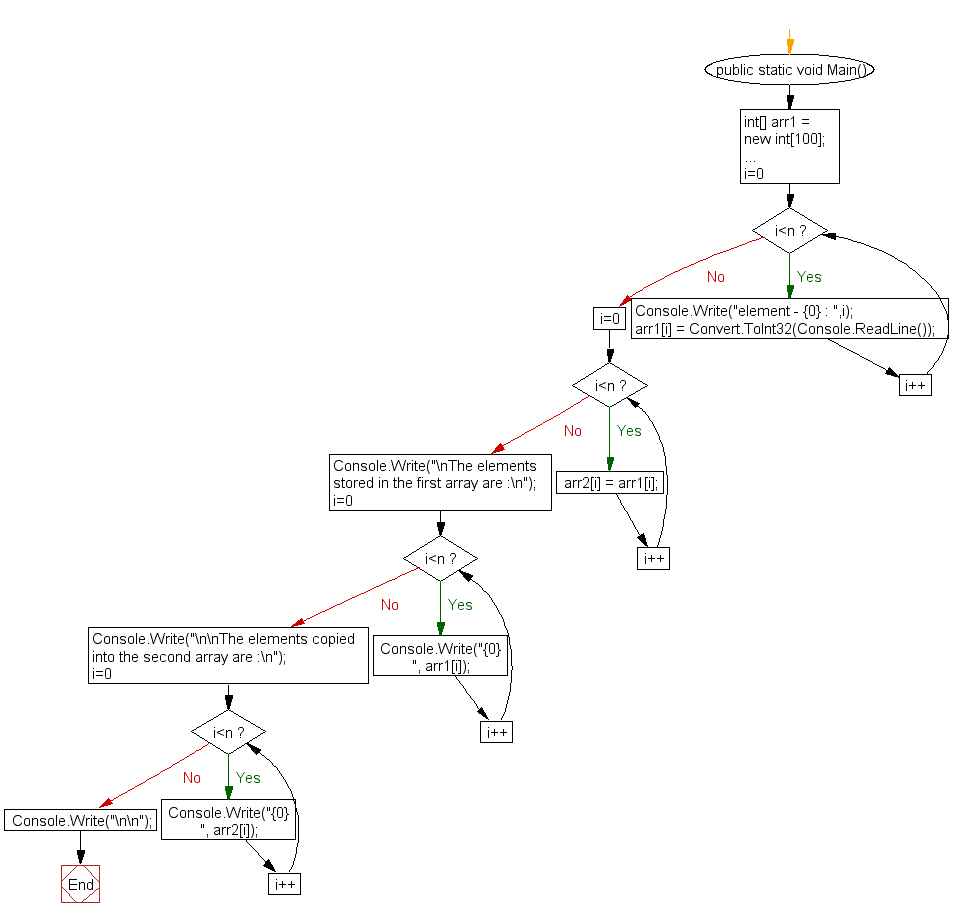 public static void Main()
int[] arr1 =
new int[100];
...
i=0
i<n ?
No
Yes
i=0
Console.Write("element - {0} : ",i);
arr1[i] = Convert.ToInt32(Console.ReadLine());
i++
i<n ?
No
Yes
Console.Write("\nThe elements
stored in the first array are :\n");
i=0
arr2[i] = arr1[i];
i++
i<n ?
No
Yes
Console.Write("\n\nThe elements copied
into the second array are :\n");
i=0
Console.Write("{0}
", arr1[i]);
i++
i<n ?
No
Yes
Console.Write("\n\n");
Console.Write("{0}
", arr2[i]);
i++
End